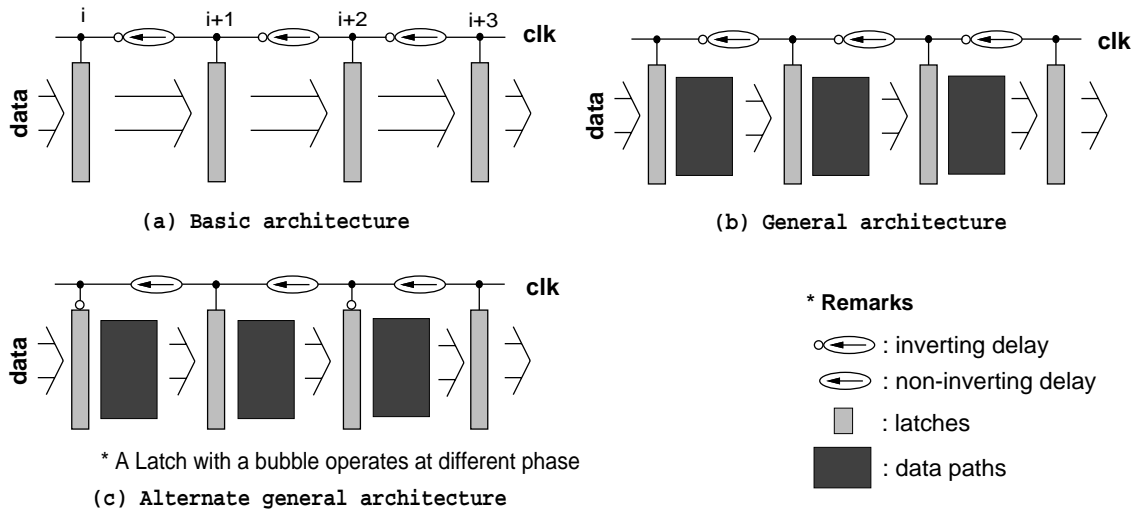 i
i+1
i+2
i+3
clk
data
(a) Basic architecture
clk
data
(b) General architecture
clk
data
* A Latch with a bubble operates at different phase
(c) Alternate general architecture
* Remarks
: inverting delay
: non-inverting delay
: latches
: data paths